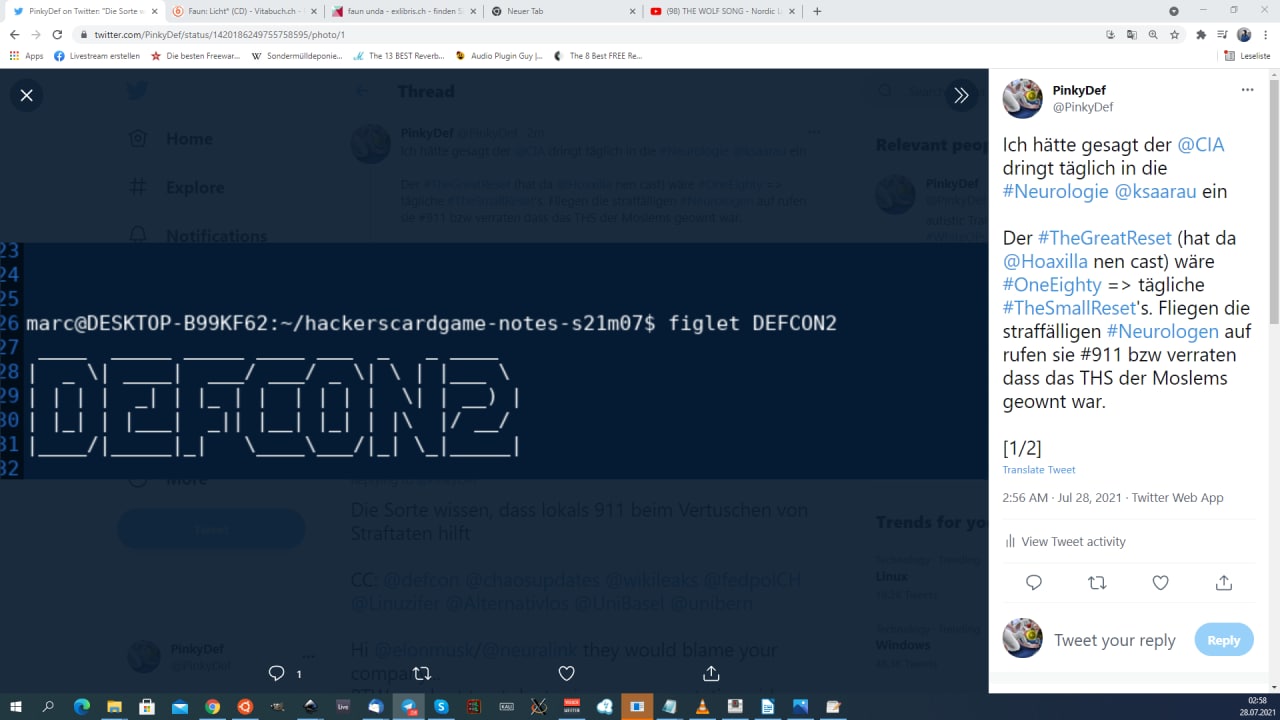 PinkyDef on Twitter: "Die Sorte w
Faun: Licht* (CD) - Vitabuch.ch -
faun unda - exlibris.ch - finden S
Neuer Tab
(98) THE WOLF SONG - Nordic L
twitter.com/PinkyDef/status/1420186249755758595/photo/1
Apps
Livestream erstellen
Die besten Freewar...
Sondermülldeponie...
The 13 BEST Reverb...
Audio Plugin Guy |...
The 8 Best FREE Re...
Leseliste
Home
Explore
Notifications
More
Tweet
Thread
PinkyDef @PinkyDef · 2m
Ich hätte gesagt der @CIA dringt täglich in die #Neurologie @ksaarau ein
Der #TheGreatReset (hat da @Hoaxilla nen cast) wäre #OneEighty =>
tägliche #TheSmallReset's. Fliegen die straffälligen #Neurologen auf rufen
sie #911 bzw verraten dass das THS der Moslems geownt war.
Search
Relevant peop
PinkyDef
@PinkyDef
autistic Tra
23
24
25
26 marc@DESKTOP-B99KF62:~/hackerscardgame-notes-s21m07$ figlet DEFCON2
27
28
29
30
31
32
DEFCON2
Replying to @PinkyDef
Die Sorte wissen, dass lokals 911 beim Vertuschen von
Straftaten hilft
CC: @defcon @chaosupdates @wikileaks @fedpolCH
@Linuzifer @Alternativlos @UniBasel @unibern
Hi @elonmusk/@neuralink they would blame your
company...
PinkyDef
@PinkyDef
Trends for yo
Technology · Trending
Linux
Technology · Trending
Windows
1
PinkyDef
@PinkyDef
Ich hätte gesagt der @CIA
dringt täglich in die
#Neurologie @ksaarau ein
Der #TheGreatReset (hat da
@Hoaxilla nen cast) wäre
#OneEighty => tägliche
#TheSmallReset's. Fliegen die
straffälligen #Neurologen auf
rufen sie #911 bzw verraten
dass das THS der Moslems
geownt war.
[1/2]
Translate Tweet
2:56 AM · Jul 28, 2021 · Twitter Web App
View Tweet activity
Tweet your reply
Reply
Live
KAU
02:58
28.07.2021